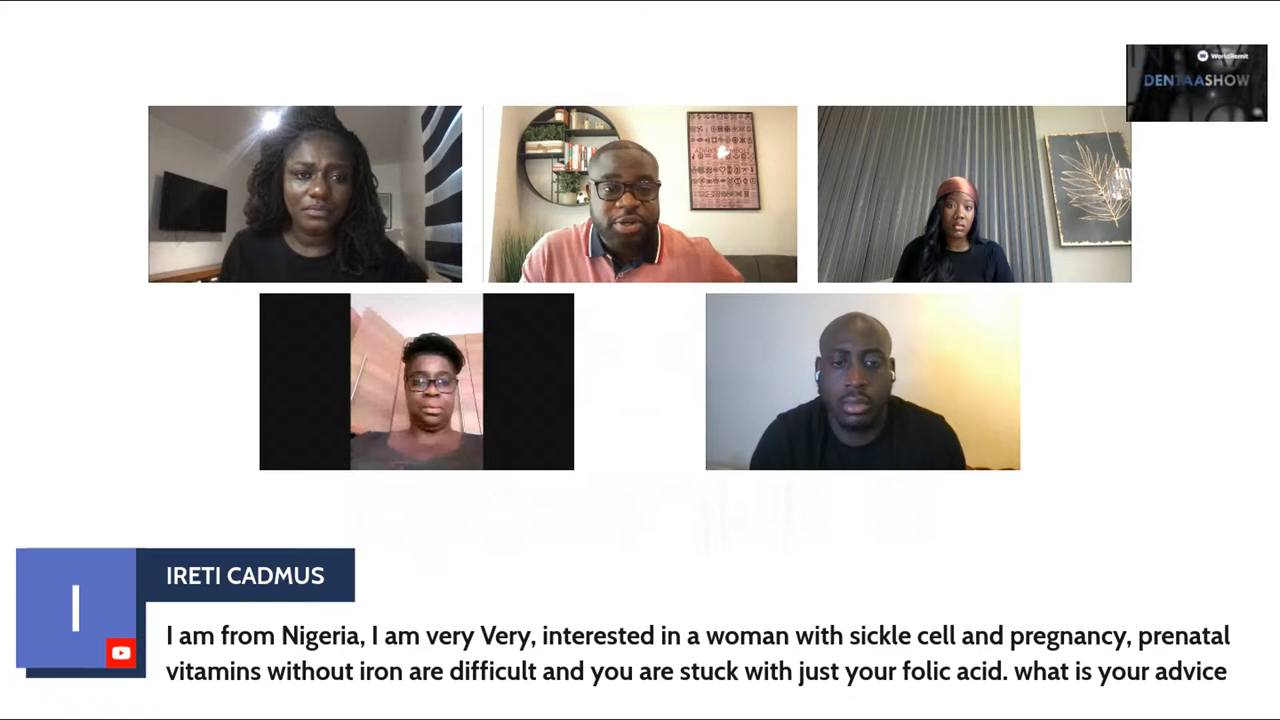 WorldRemit
DENTAASHOW
I
IRETI CADMUS
I am from Nigeria, I am very Very, interested in a woman with sickle cell and pregnancy, prenatal
vitamins without iron are difficult and you are stuck with just your folic acid. what is your advice